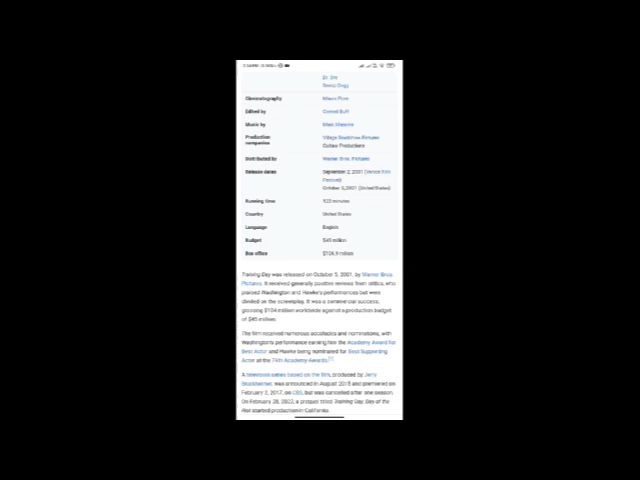 Dr. Dre
Snoop Dogg
Cinematography Mauro Fiore
Edited by Conrad Buff
Music by Mark Mancina
Production companies Village Roadshow Pictures
Outlaw Productions
Distributed by Warner Bros. Pictures
Release dates September 2, 2001 (Venice Film
Festival)
October 5, 2001 (United States)
Running time 122 minutes
Country United States
Language English
Budget $45 million
Box office $104.9 million
Training Day was released on October 5, 2001, by Warner Bros.
Pictures. It received generally positive reviews from critics, who
praised Washington and Hawke's performances but were
divided on the screenplay. It was a commercial success,
grossing $104 million worldwide against a production budget
of $45 million.
The film received numerous accolades and nominations, with
Washington's performance earning him the Academy Award for
Best Actor and Hawke being nominated for Best Supporting
Actor at the 74th Academy Awards.
A television series based on the film, produced by Jerry
Bruckheimer, was announced in August 2015 and premiered on
February 2, 2017, on CBS, but was cancelled after one season.
On February 28, 2022, a prequel titled Training Day: Day of the
Riot started production in California.